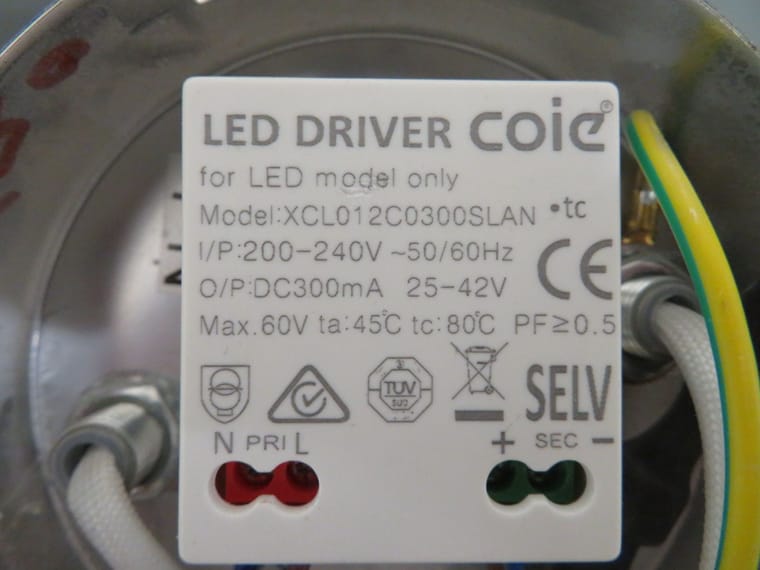 LED DRIVER coie®
for LED model only
Model:XCL012C0300SLAN •tc
I/P:200-240V ~50/60Hz
O/P:DC300mA 25-42V CE
Max.60V ta:45℃ tc:80℃ PF≥0.5
TUV SELV
N PRI L + SEC −